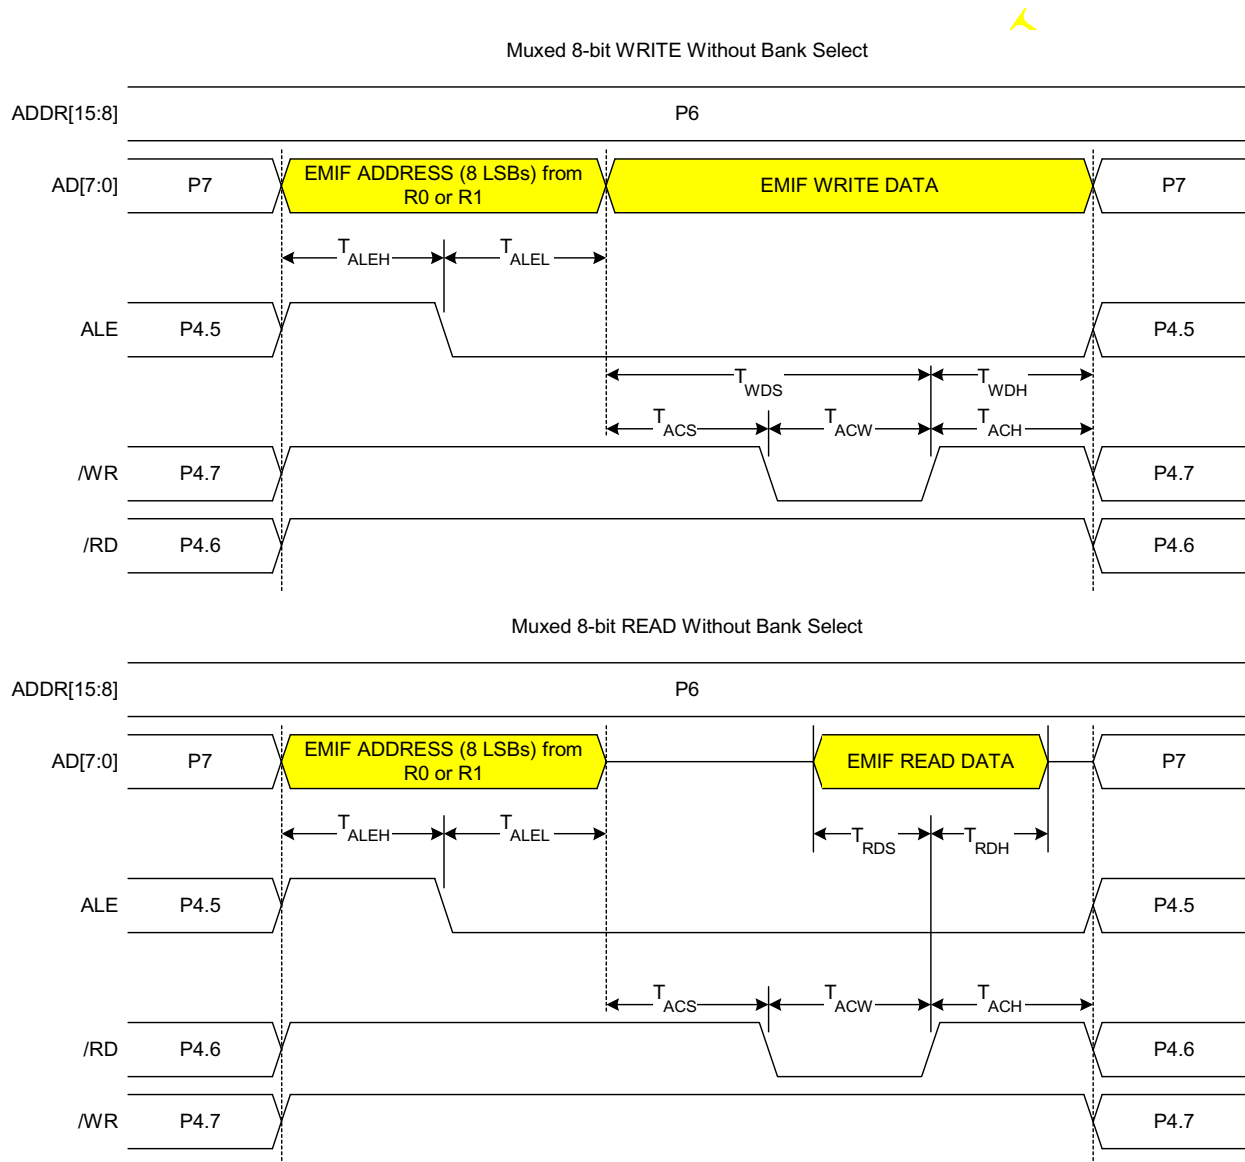 Muxed 8-bit WRITE Without Bank Select
ADDR[15:8] P6
AD[7:0] P7 EMIF ADDRESS (8 LSBs) from R0 or R1 EMIF WRITE DATA P7
TALEH TALEL
ALE P4.5 P4.5
TWDS TWDH
TACS TACW TACH
/WR P4.7 P4.7
/RD P4.6 P4.6
Muxed 8-bit READ Without Bank Select
ADDR[15:8] P6
AD[7:0] P7 EMIF ADDRESS (8 LSBs) from R0 or R1 EMIF READ DATA P7
TALEH TALEL TRDS TRDH
ALE P4.5 P4.5
TACS TACW TACH
/RD P4.6 P4.6
/WR P4.7 P4.7